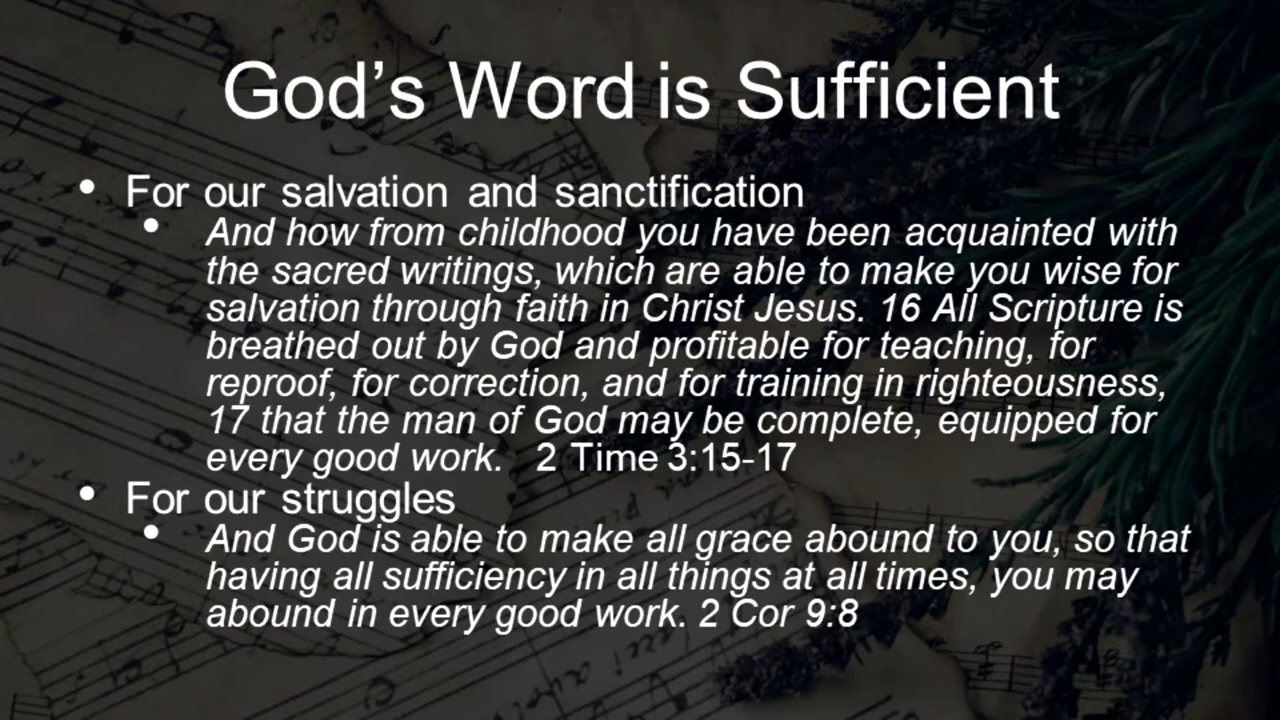 God’s Word is Sufficient
• For our salvation and sanctification
• And how from childhood you have been acquainted with
the sacred writings, which are able to make you wise for
salvation through faith in Christ Jesus. 16 All Scripture is
breathed out by God and profitable for teaching, for
reproof, for correction, and for training in righteousness,
17 that the man of God may be complete, equipped for
every good work. 2 Time 3:15-17
• For our struggles
• And God is able to make all grace abound to you, so that
having all sufficiency in all things at all times, you may
abound in every good work. 2 Cor 9:8